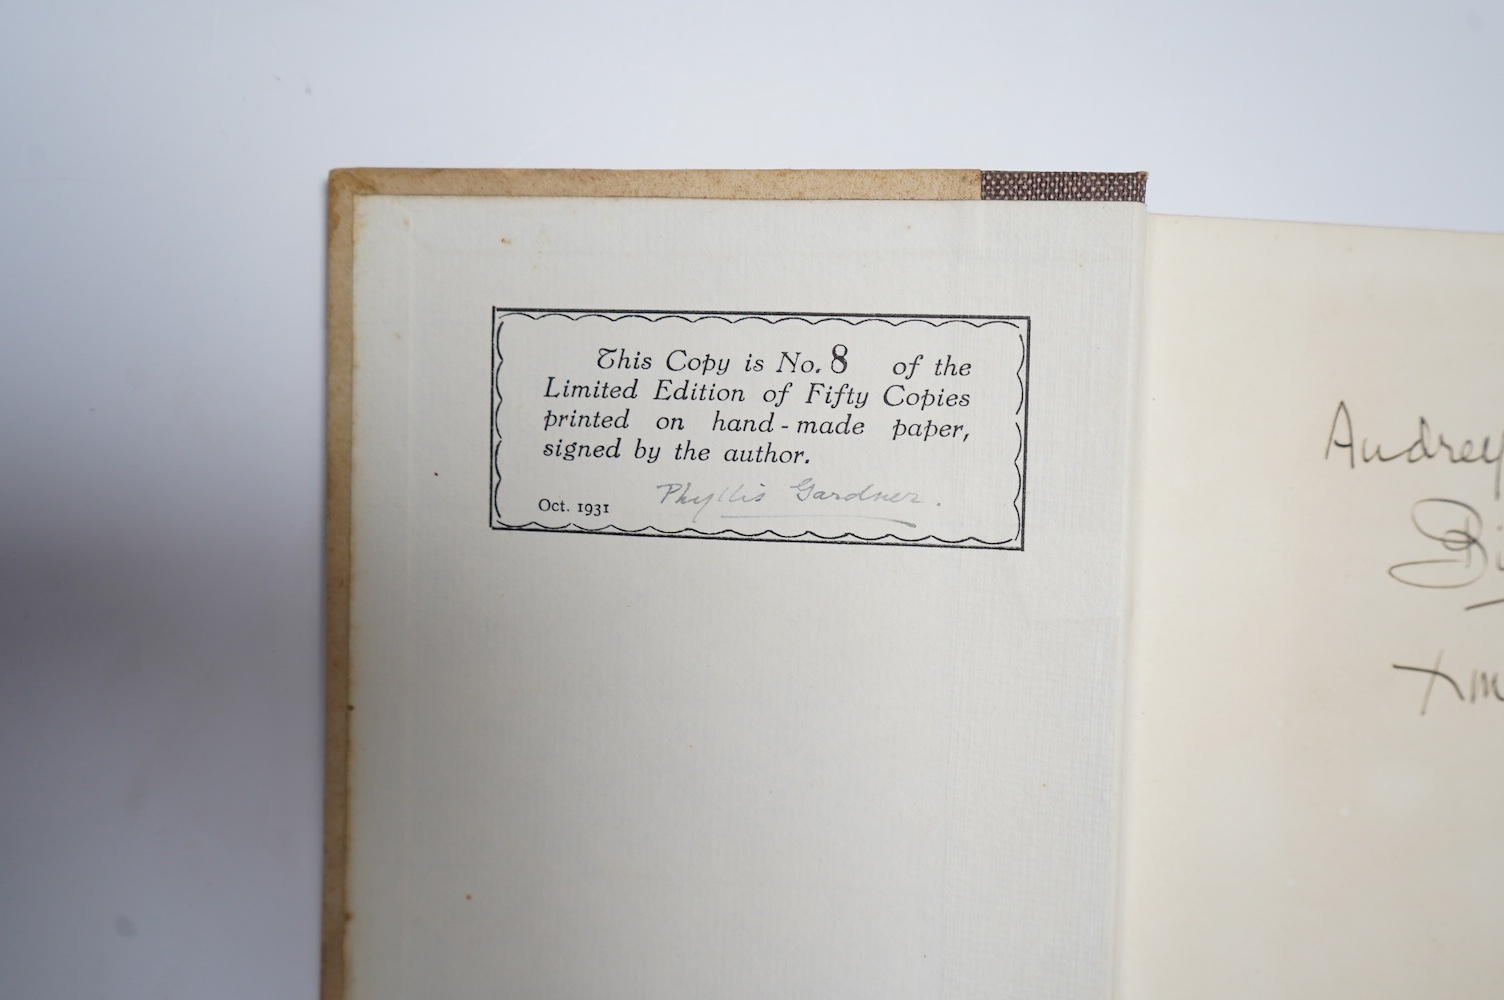 This Copy is No. 8 of the
Limited Edition of Fifty Copies
printed on hand-made paper,
signed by the author.
Oct. 1931 Phyllis Gardner.
Audrey